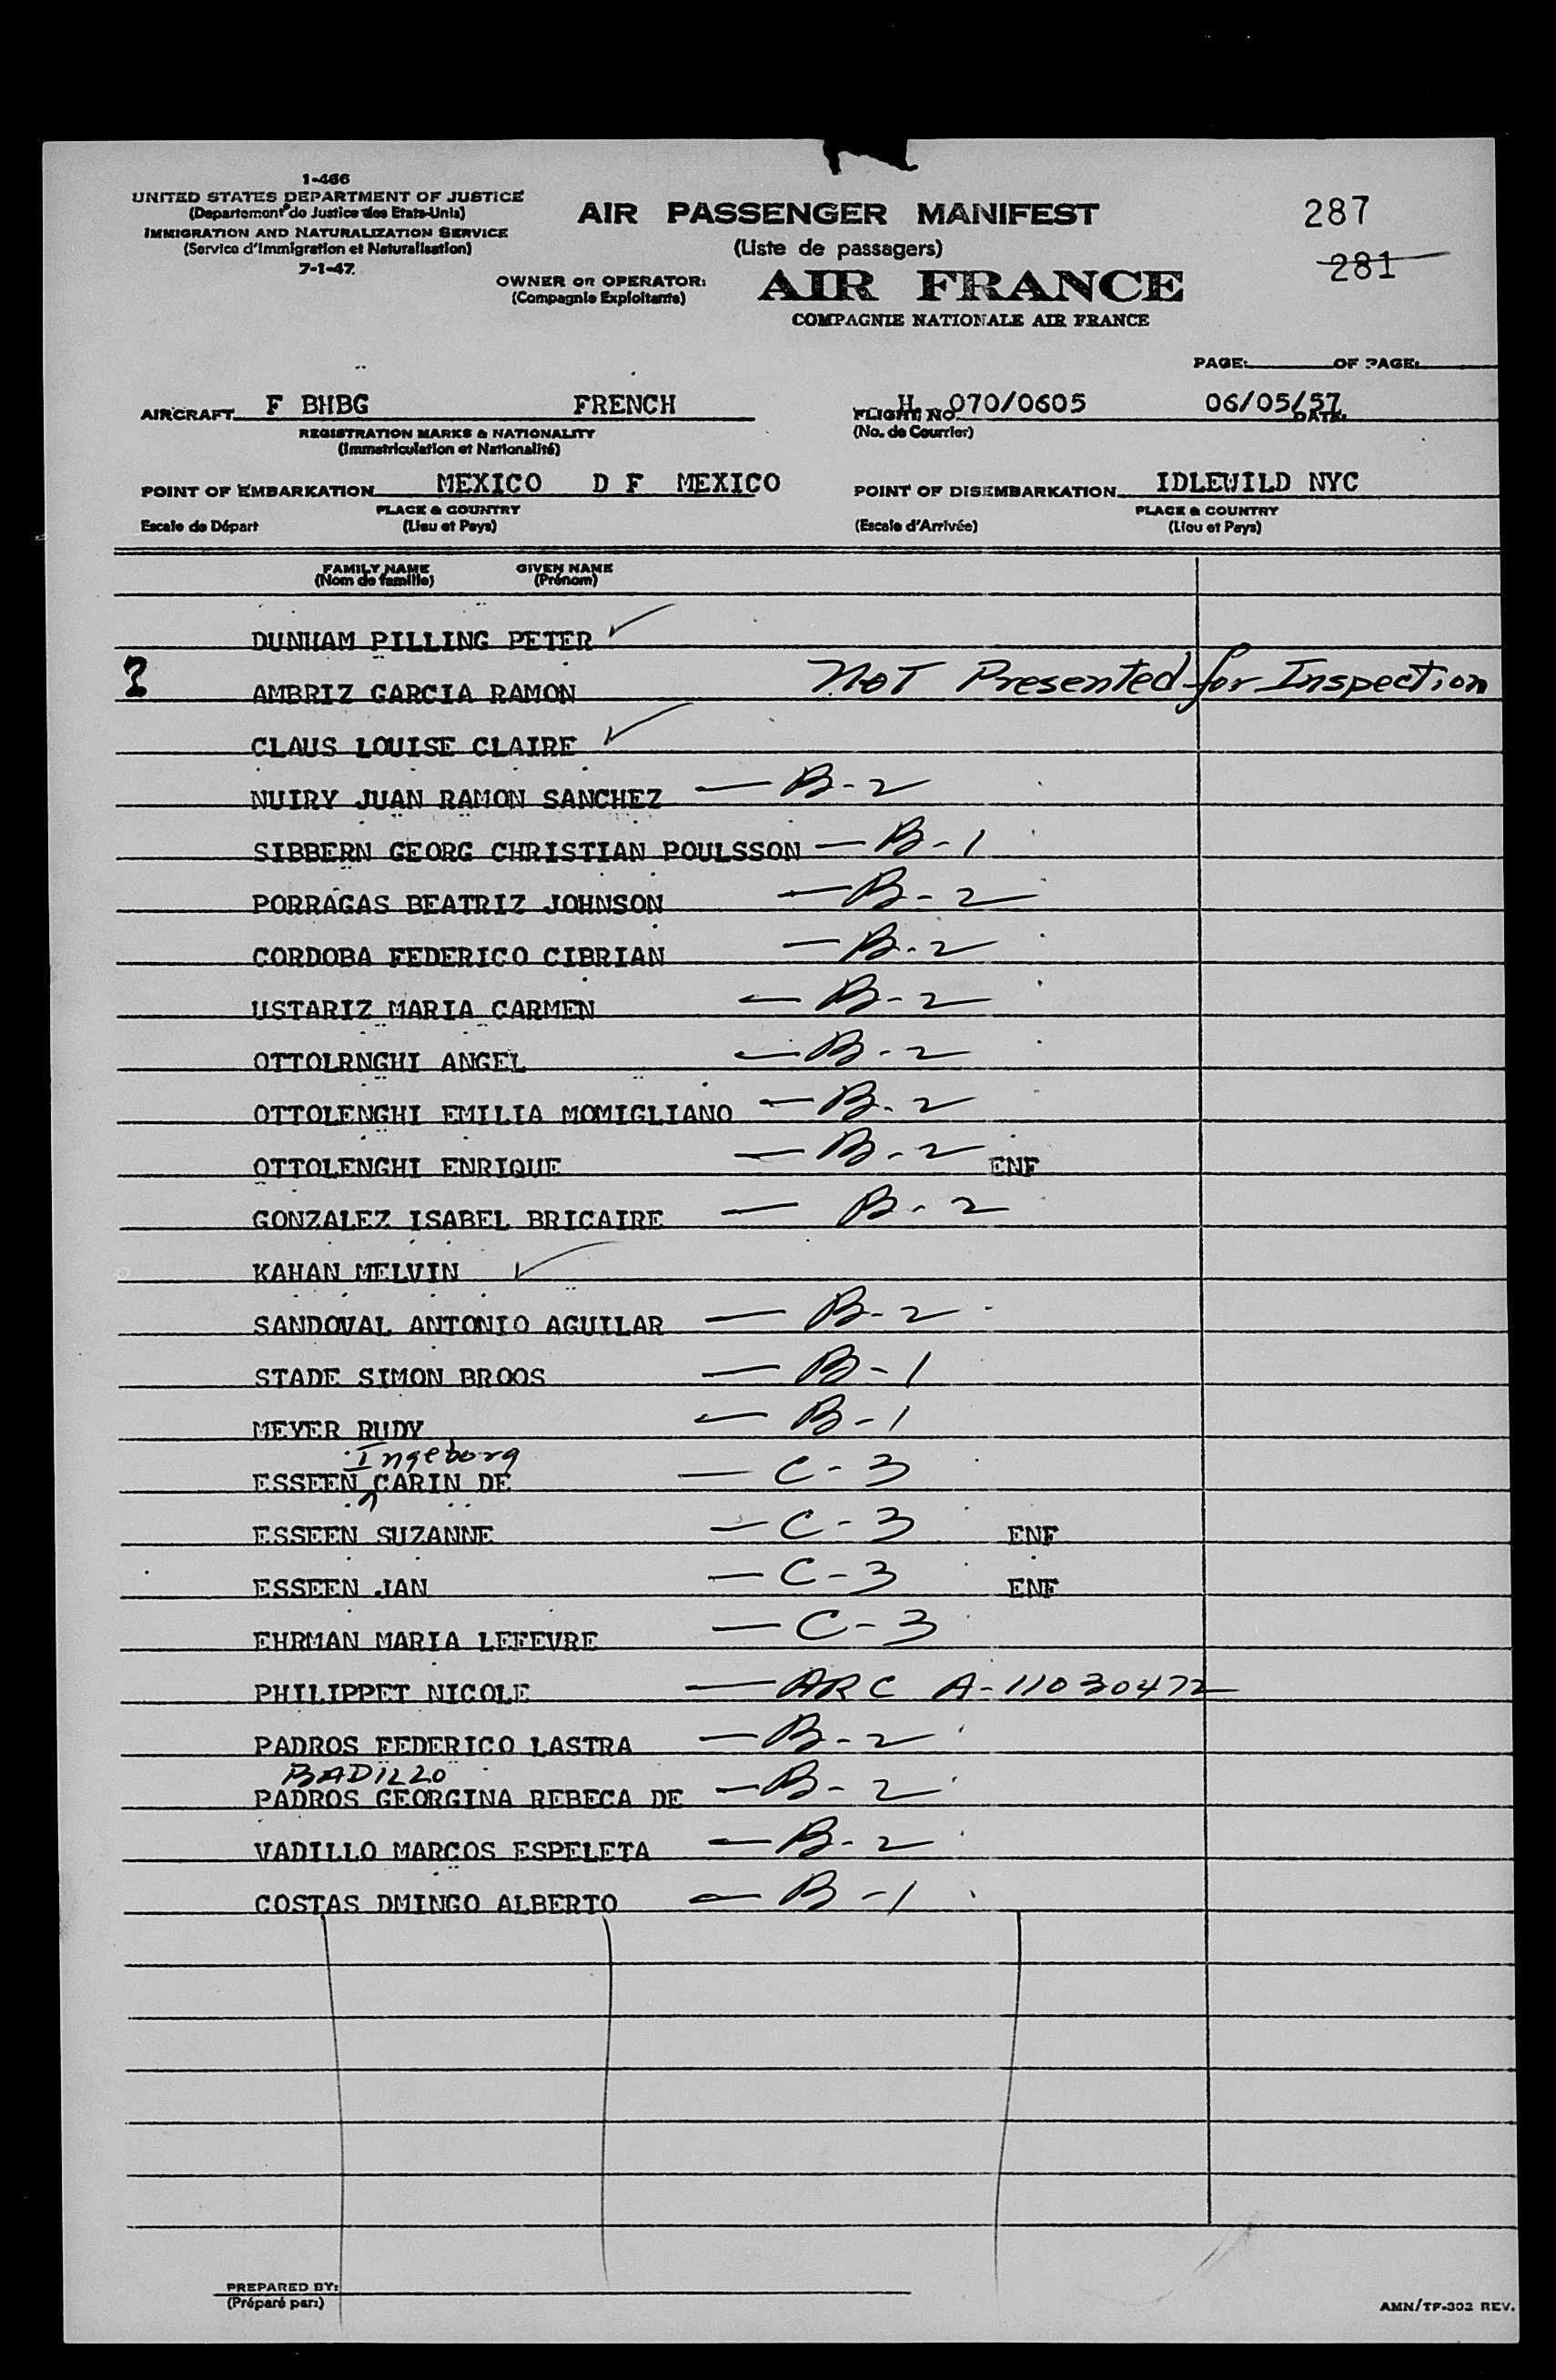 1-466
UNITED STATES DEPARTMENT OF JUSTICE
(Departement de Justice des Etats-Unis)
IMMIGRATION AND NATURALIZATION SERVICE
(Service d'Immigration et Naturalisation)
7-1-47.
AIR PASSENGER MANIFEST
(Liste de passagers)
287
281
OWNER OR OPERATOR:
(Compagnie Exploitante)
AIR FRANCE
COMPAGNIE NATIONALE AIR FRANCE
PAGE: OF PAGE:
AIRCRAFT F BHBG FRENCH FLIGHT NO. H 070/0605 06/05/57 DATE.
REGISTRATION MARKS & NATIONALITY (No. de Courrier)
(Immatriculation et Nationalité)
POINT OF EMBARKATION MEXICO D F MEXICO POINT OF DISEMBARKATION IDLEWILD NYC
PLACE & COUNTRY PLACE & COUNTRY
Escale de Départ (Lieu et Pays) (Escale d'Arrivée) (Lieu et Pays)
FAMILY NAME GIVEN NAME
(Nom de famille) (Prénom)
DUNHAM PILLING PETER ✓
? AMBRIZ GARCIA RAMON Not Presented for Inspection
CLAUS LOUISE CLAIRE ✓
NUIRY JUAN RAMON SANCHEZ — B-2
SIBBERN GEORG CHRISTIAN POULSSON — B-1
PORRAGAS BEATRIZ JOHNSON — B-2
CORDOBA FEDERICO CIBRIAN — B-2
USTARIZ MARIA CARMEN — B-2
OTTOLRNGHI ANGEL — B-2
OTTOLENGHI EMILIA MOMIGLIANO — B-2
OTTOLENGHI ENRIQUE — B-2 ENF
GONZALEZ ISABEL BRICAIRE — B-2
KAHAN MELVIN ✓
SANDOVAL ANTONIO AGUILAR — B-2
STADE SIMON BROOS — B-1
MEYER RUDY — B-1
Ingeborg
ESSEEN CARIN DE — C-3
ESSEEN SUZANNE — C-3 ENF
ESSEEN JAN — C-3 ENF
EHRMAN MARIA LEFEVRE — C-3
PHILIPPET NICOLE — ARC A-11030472
PADROS FEDERICO LASTRA — B-2
BADILLO
PADROS GEORGINA REBECA DE — B-2
VADILLO MARCOS ESPELETA — B-2
COSTAS DMINGO ALBERTO — B-1
PREPARED BY:
(Préparé par:)
AMN/TF-302 REV.